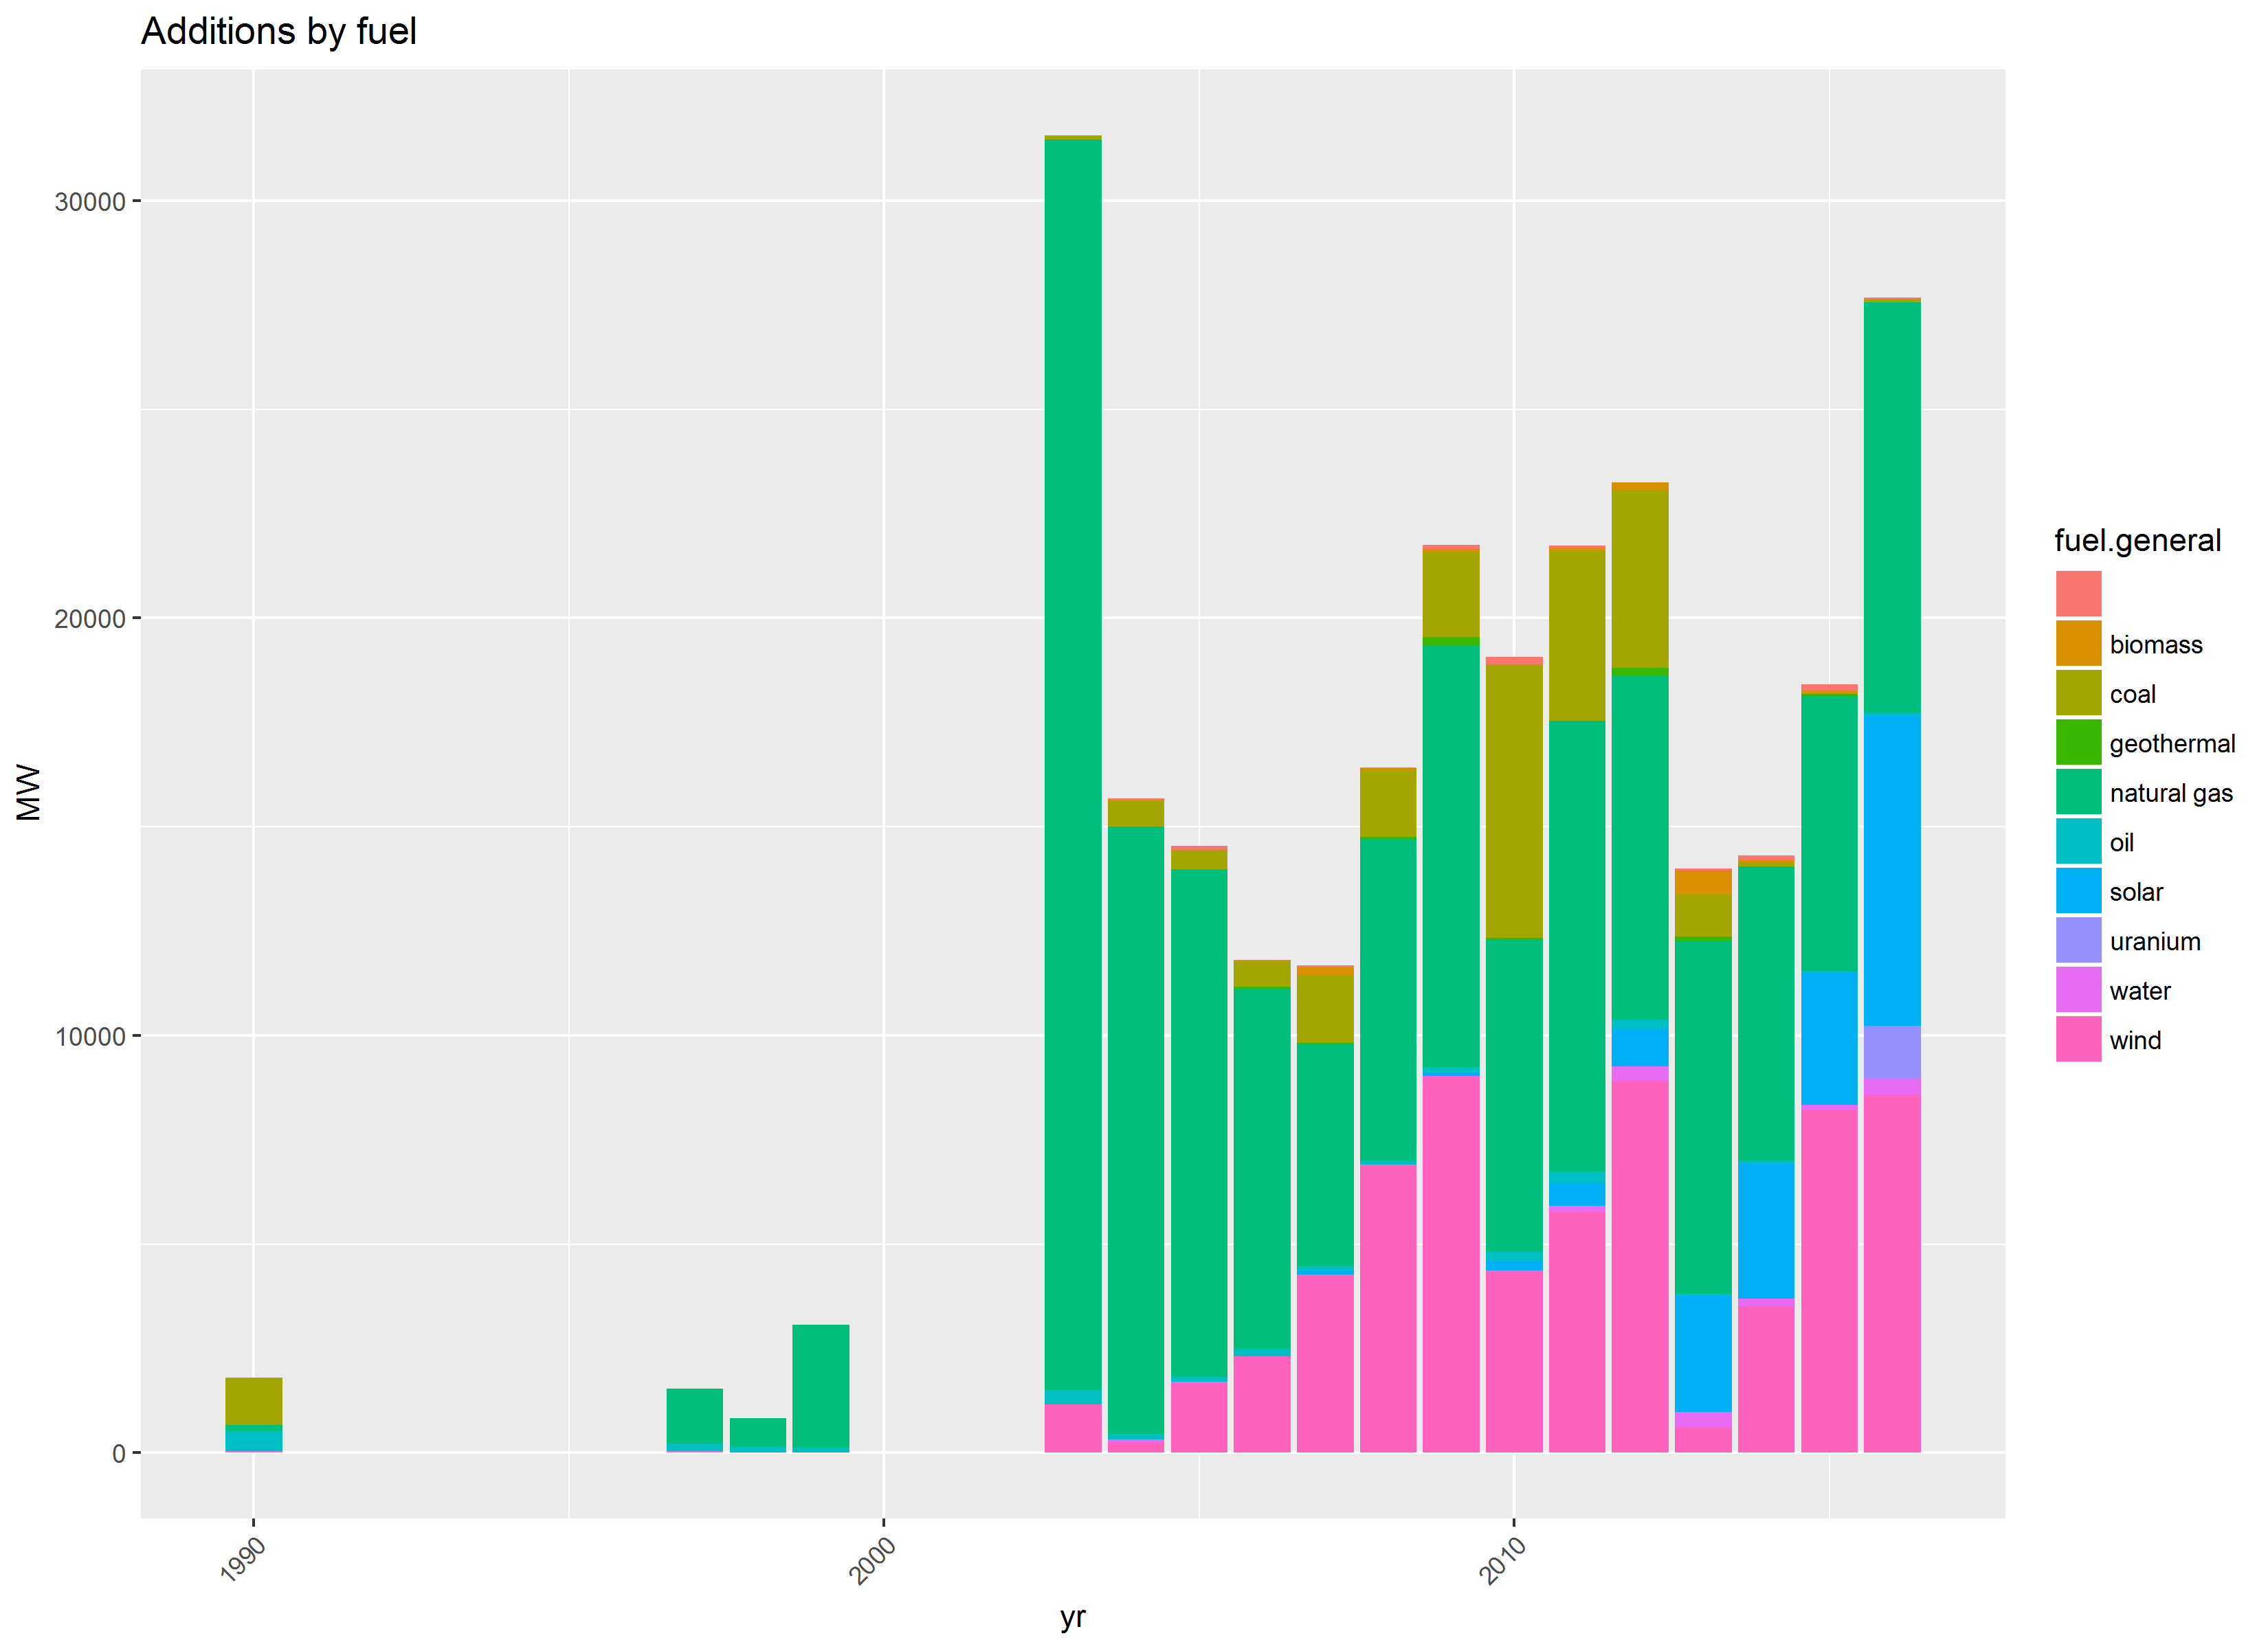 Additions by fuel
MW
30000
20000
10000
0
1990
2000
2010
yr
fuel.general
biomass
coal
geothermal
natural gas
oil
solar
uranium
water
wind